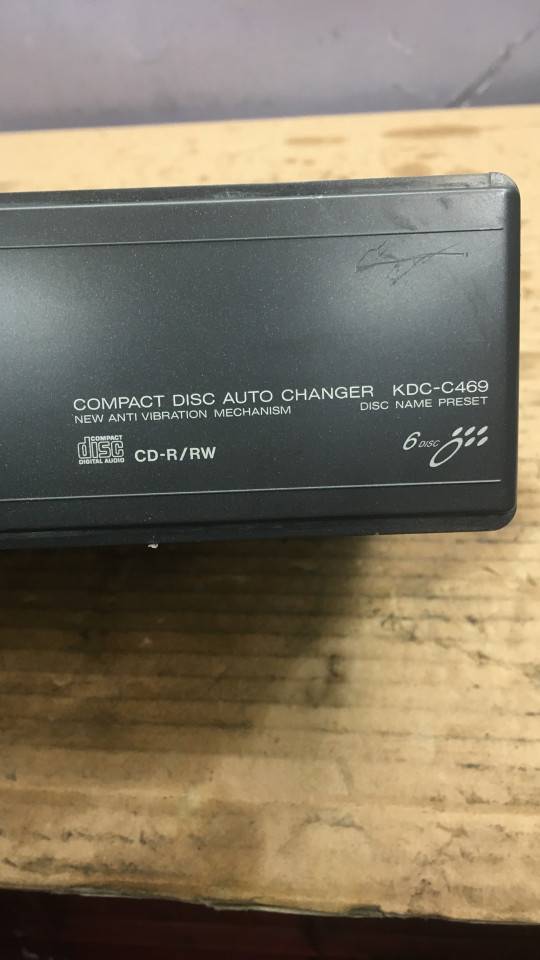 COMPACT DISC AUTO CHANGER KDC-C469
NEW ANTI VIBRATION MECHANISM DISC NAME PRESET
COMPACT
disc
DIGITAL AUDIO
CD-R/RW
6 DISC